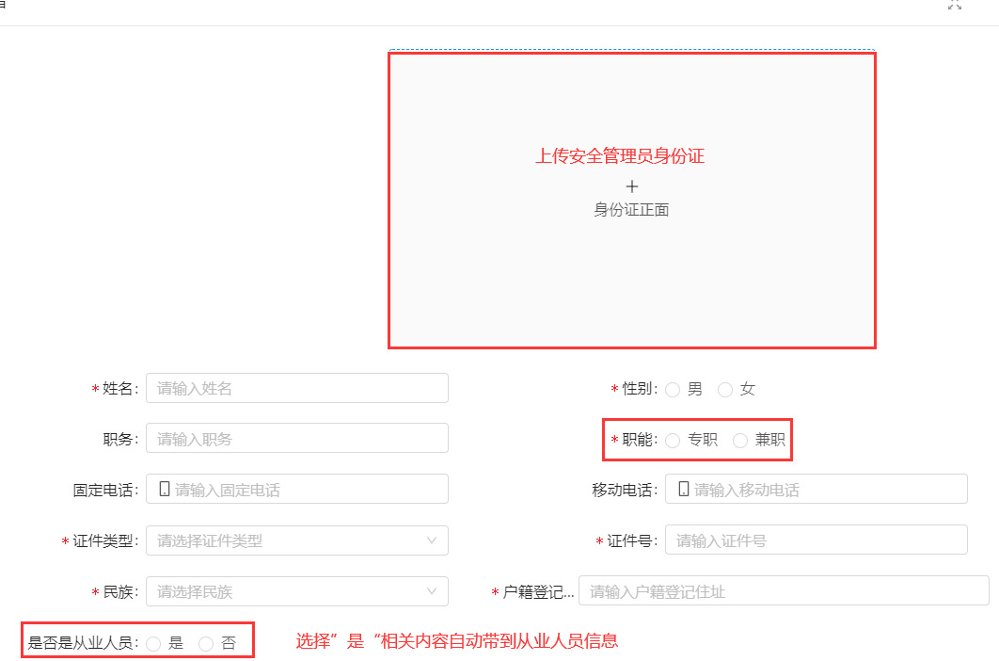 上传安全管理员身份证
身份证正面
*姓名: 请输入姓名
*性别: 男 女
职务: 请输入职务
*职能: 专职 兼职
固定电话: 请输入固定电话
移动电话: 请输入移动电话
*证件类型: 请选择证件类型
*证件号: 请输入证件号
*民族: 请选择民族
*户籍登记... 请输入户籍登记住址
是否是从业人员: 是 否
选择”是“相关内容自动带到从业人员信息